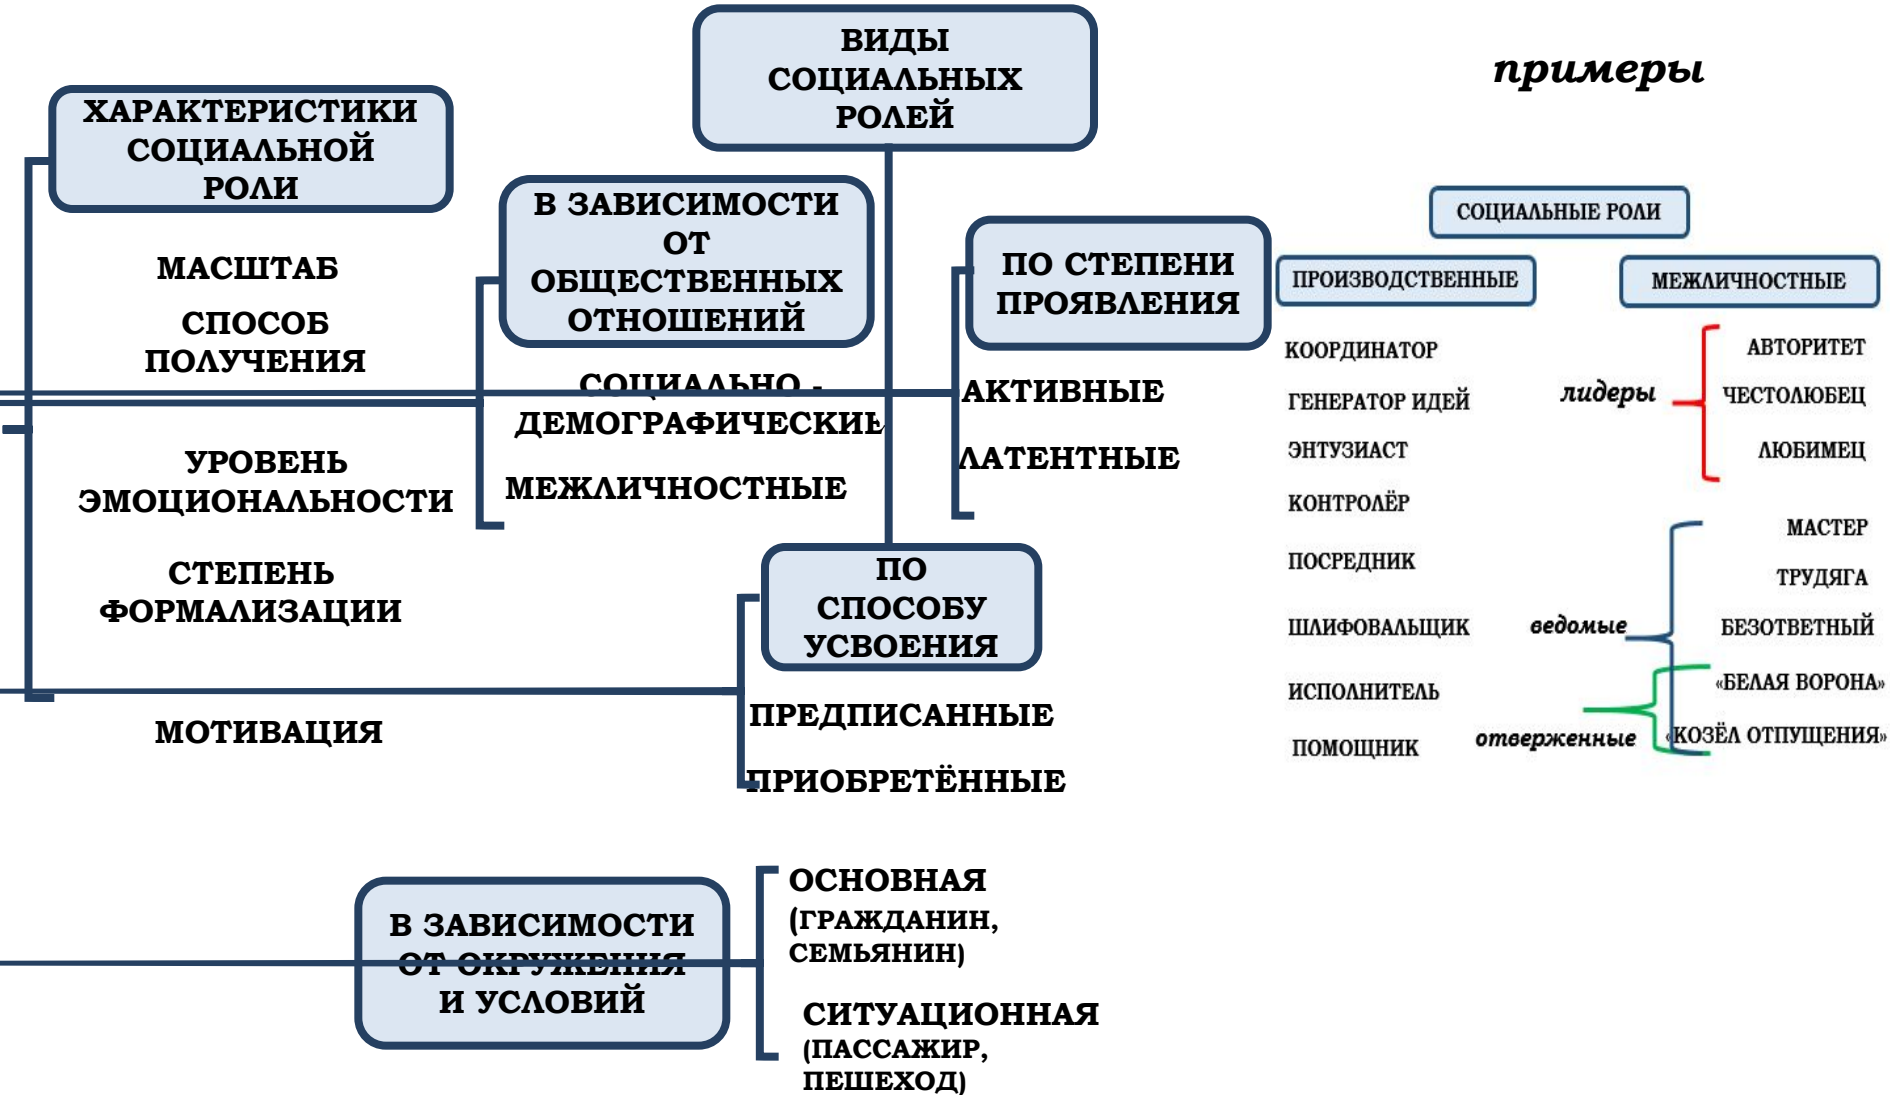 ВИДЫ
СОЦИАЛЬНЫХ
РОЛЕЙ
примеры
ХАРАКТЕРИСТИКИ
СОЦИАЛЬНОЙ
РОЛИ
МАСШТАБ
СПОСОБ
ПОЛУЧЕНИЯ
УРОВЕНЬ
ЭМОЦИОНАЛЬНОСТИ
СТЕПЕНЬ
ФОРМАЛИЗАЦИИ
МОТИВАЦИЯ
В ЗАВИСИМОСТИ
ОТ
ОБЩЕСТВЕННЫХ
ОТНОШЕНИЙ
СОЦИАЛЬНО -
ДЕМОГРАФИЧЕСКИЕ
МЕЖЛИЧНОСТНЫЕ
ПО СТЕПЕНИ
ПРОЯВЛЕНИЯ
АКТИВНЫЕ
ЛАТЕНТНЫЕ
ПО
СПОСОБУ
УСВОЕНИЯ
ПРЕДПИСАННЫЕ
ПРИОБРЕТЁННЫЕ
В ЗАВИСИМОСТИ
ОТ ОКРУЖЕНИЯ
И УСЛОВИЙ
ОСНОВНАЯ
(ГРАЖДАНИН,
СЕМЬЯНИН)
СИТУАЦИОННАЯ
(ПАССАЖИР,
ПЕШЕХОД)
СОЦИАЛЬНЫЕ РОЛИ
ПРОИЗВОДСТВЕННЫЕ
КООРДИНАТОР
ГЕНЕРАТОР ИДЕЙ
ЭНТУЗИАСТ
КОНТРОЛЁР
ПОСРЕДНИК
ШЛИФОВАЛЬЩИК
ИСПОЛНИТЕЛЬ
ПОМОЩНИК
МЕЖЛИЧНОСТНЫЕ
лидеры
АВТОРИТЕТ
ЧЕСТОЛЮБЕЦ
ЛЮБИМЕЦ
ведомые
МАСТЕР
ТРУДЯГА
БЕЗОТВЕТНЫЙ
отверженные
«БЕЛАЯ ВОРОНА»
«КОЗЁЛ ОТПУЩЕНИЯ»